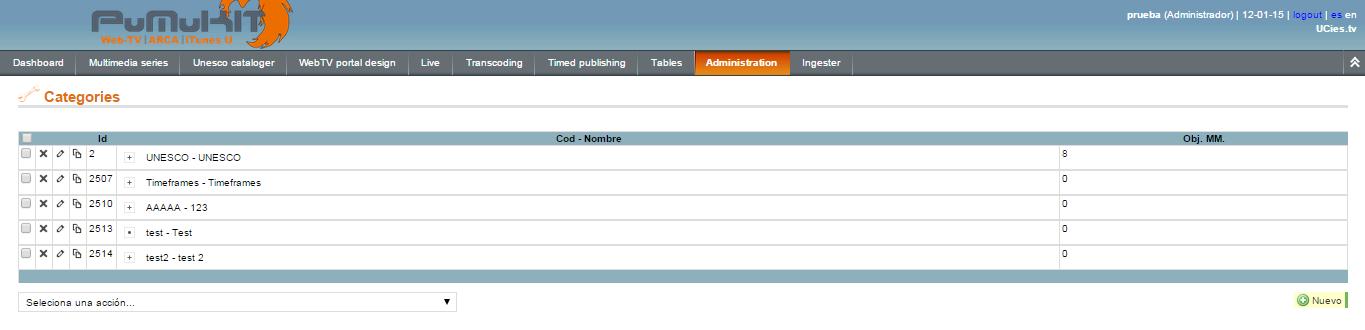 PUMUKIT
Web-TV | ARCA | iTunes U
prueba (Administrador) | 12-01-15 | logout | es en
UCies.tv
Dashboard Multimedia series Unesco cataloger WebTV portal design Live Transcoding Timed publishing Tables Administration Ingester
Categories
Id Cod - Nombre Obj. MM.
2 UNESCO - UNESCO 8
2507 Timeframes - Timeframes 0
2510 AAAAA - 123 0
2513 test - Test 0
2514 test2 - test 2 0
Selecciona una acción...
Nuevo